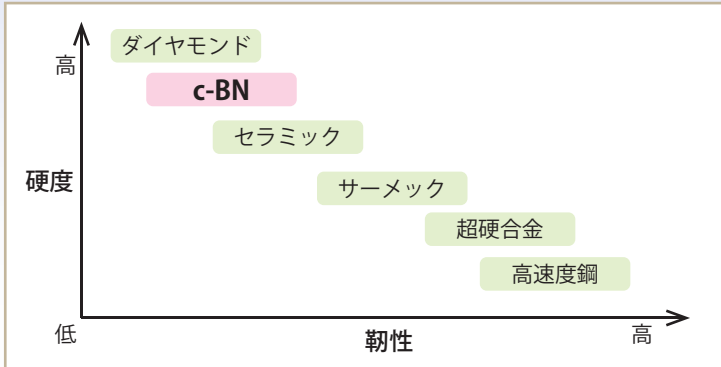 ダイヤモンド
高
c-BN
セラミック
硬度
サーメック
超硬合金
高速度鋼
低
靭性
高